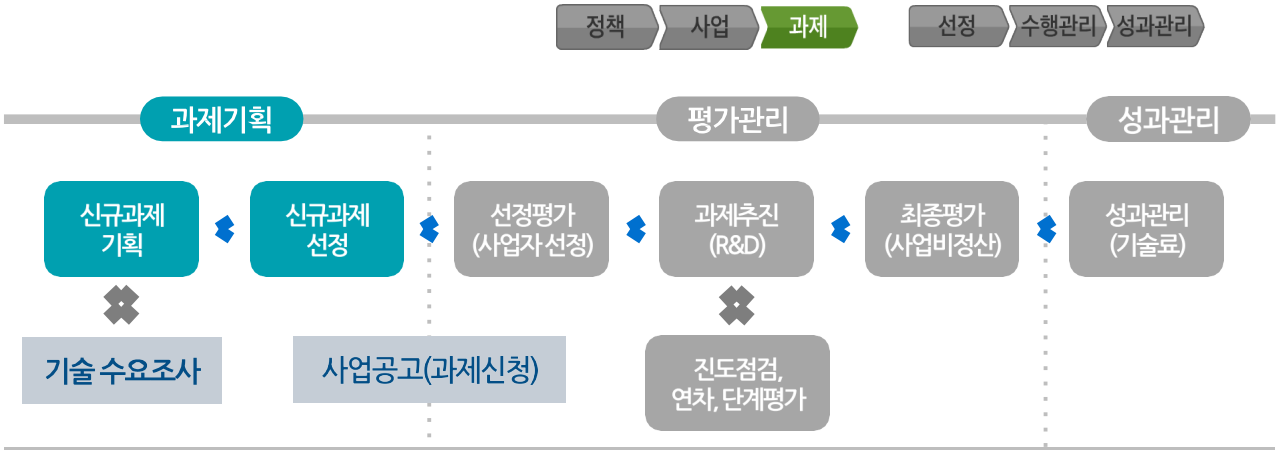 정책 사업 과제 선정 수행관리 성과관리
과제기획 평가관리 성과관리
신규과제
기획
신규과제
선정
선정평가
(사업자 선정)
과제추진
(R&D)
최종평가
(사업비정산)
성과관리
(기술료)
기술 수요조사
사업공고(과제신청)
진도점검,
연차, 단계평가